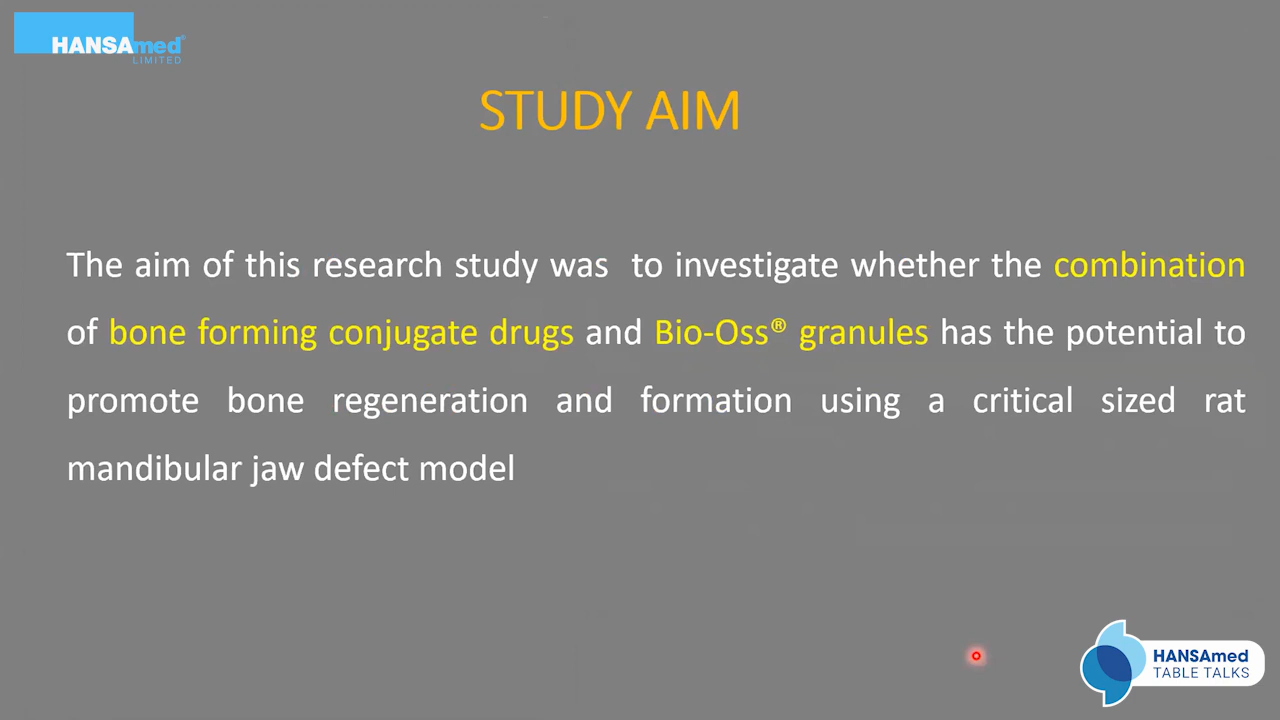 HANSAmed®
LIMITED
STUDY AIM
The aim of this research study was to investigate whether the combination
of bone forming conjugate drugs and Bio-Oss® granules has the potential to
promote bone regeneration and formation using a critical sized rat
mandibular jaw defect model
HANSAmed
TABLE TALKS